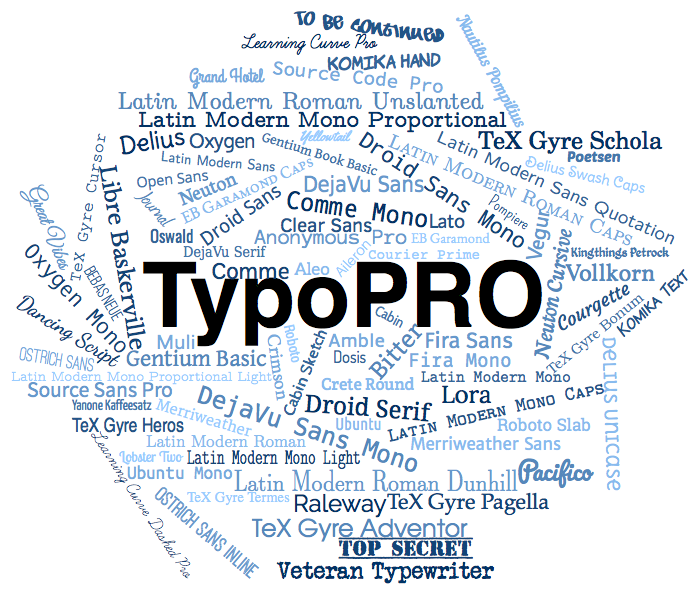 TO BE CONTINUED
Learning Curve Pro
Nautilus Pompilius
KOMIKA HAND
Grand Hotel
Source Code Pro
Latin Modern Roman Unslanted
Latin Modern Mono Proportional
Delius
Oxygen
Yellowtail
Gentium Book Basic
Droid Sans Mono
Latin Modern Roman Caps
Latin Modern Sans Quotation
TeX Gyre Schola
Poetsen
Delius Swash Caps
TeX Gyre Cursor
Libre Baskerville
Latin Modern Sans
Open Sans
Neuton
EB Garamond Caps
DejaVu Sans
Journal
Droid Sans
Comme Mono
Lato
Pompiere
Vegur
Great Vibes
Oswald
Clear Sans
Anonymous Pro
EB Garamond
DejaVu Serif
Aileron
Courier Prime
Neuton Cursive
Kingthings Petrock
Oxygen Mono
BEBAS NEUE
Comme
Aleo
TypoPRO
Vollkorn
Courgette
KOMIKA TEXT
TeX Gyre Bonum
Dancing Script
Muli
Crimson
Roboto
Cabin Sketch
Amble
Cabin
Bitter
Fira Sans
OSTRICH SANS
Gentium Basic
Dosis
Fira Mono
Delius Unicase
Latin Modern Mono Proportional Light
Crete Round
Latin Modern Mono
Source Sans Pro
DejaVu Sans Mono
Droid Serif
Lora
Latin Modern Mono Caps
Yanone Kaffeesatz
Merriweather
TeX Gyre Heros
Ubuntu
Roboto Slab
Learning Curve Dashed Pro
Latin Modern Roman
Merriweather Sans
Lobster Two
Latin Modern Mono Light
Ubuntu Mono
Latin Modern Roman Dunhill
Pacifico
OSTRICH SANS INLINE
TeX Gyre Termes
Raleway
TeX Gyre Pagella
TeX Gyre Adventor
TOP SECRET
Veteran Typewriter